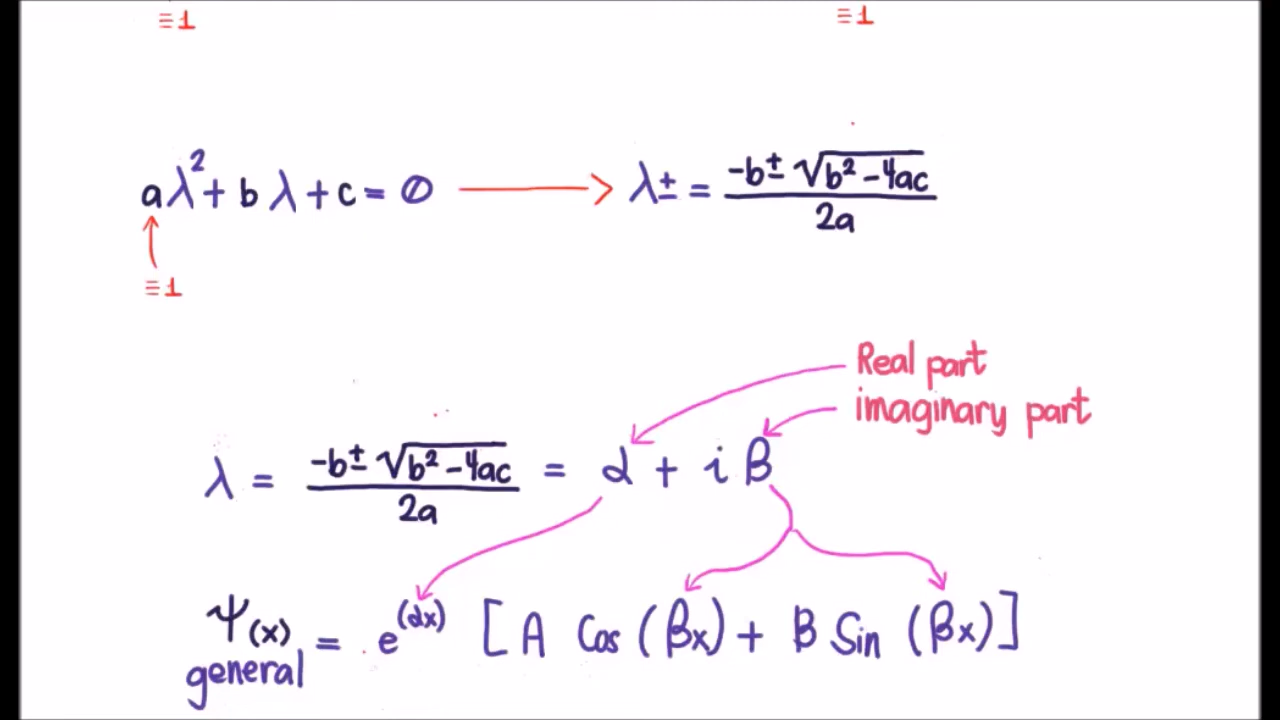 ≡1 ≡1
aλ² + bλ + c = 0 → λ± = (-b ± √(b² - 4ac)) / 2a
≡1
Real part
imaginary part
λ = (-b ± √(b² - 4ac)) / 2a = α + iβ
Ψ(x) = e^(αx) [A Cos(βx) + B Sin(βx)]
general